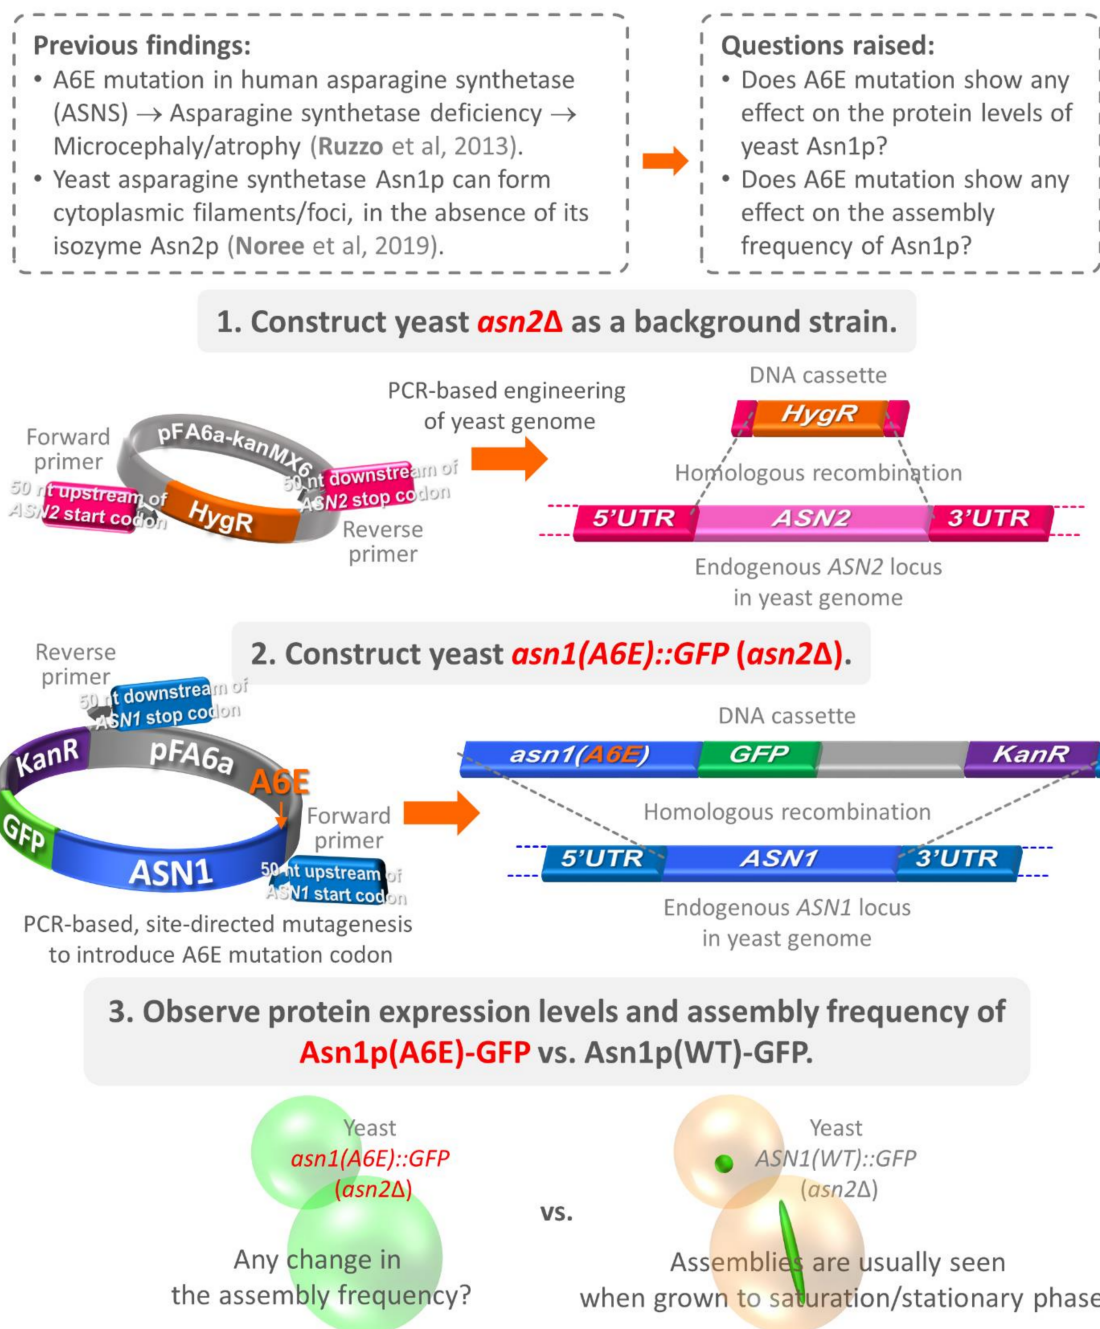 Previous findings:
• A6E mutation in human asparagine synthetase
(ASNS) → Asparagine synthetase deficiency →
Microcephaly/atrophy (Ruzzo et al, 2013).
• Yeast asparagine synthetase Asn1p can form
cytoplasmic filaments/foci, in the absence of its
isozyme Asn2p (Noree et al, 2019).
Questions raised:
• Does A6E mutation show any
effect on the protein levels of
yeast Asn1p?
• Does A6E mutation show any
effect on the assembly
frequency of Asn1p?
1. Construct yeast asn2Δ as a background strain.
Forward
primer
50 nt upstream of
ASN2 start codon
pFA6a-kanMX6
HygR
50 nt downstream of
ASN2 stop codon
Reverse
primer
PCR-based engineering
of yeast genome
DNA cassette
HygR
Homologous recombination
5'UTR
ASN2
3'UTR
Endogenous ASN2 locus
in yeast genome
2. Construct yeast asn1(A6E)::GFP (asn2Δ).
Reverse
primer
50 nt downstream of
ASN1 stop codon
KanR
pFA6a
A6E
GFP
ASN1
Forward
primer
50 nt upstream of
ASN1 start codon
PCR-based, site-directed mutagenesis
to introduce A6E mutation codon
DNA cassette
asn1(A6E)
GFP
KanR
Homologous recombination
5'UTR
ASN1
3'UTR
Endogenous ASN1 locus
in yeast genome
3. Observe protein expression levels and assembly frequency of
Asn1p(A6E)-GFP vs. Asn1p(WT)-GFP.
Yeast
asn1(A6E)::GFP
(asn2Δ)
Any change in
the assembly frequency?
vs.
Yeast
ASN1(WT)::GFP
(asn2Δ)
Assemblies are usually seen
when grown to saturation/stationary phase